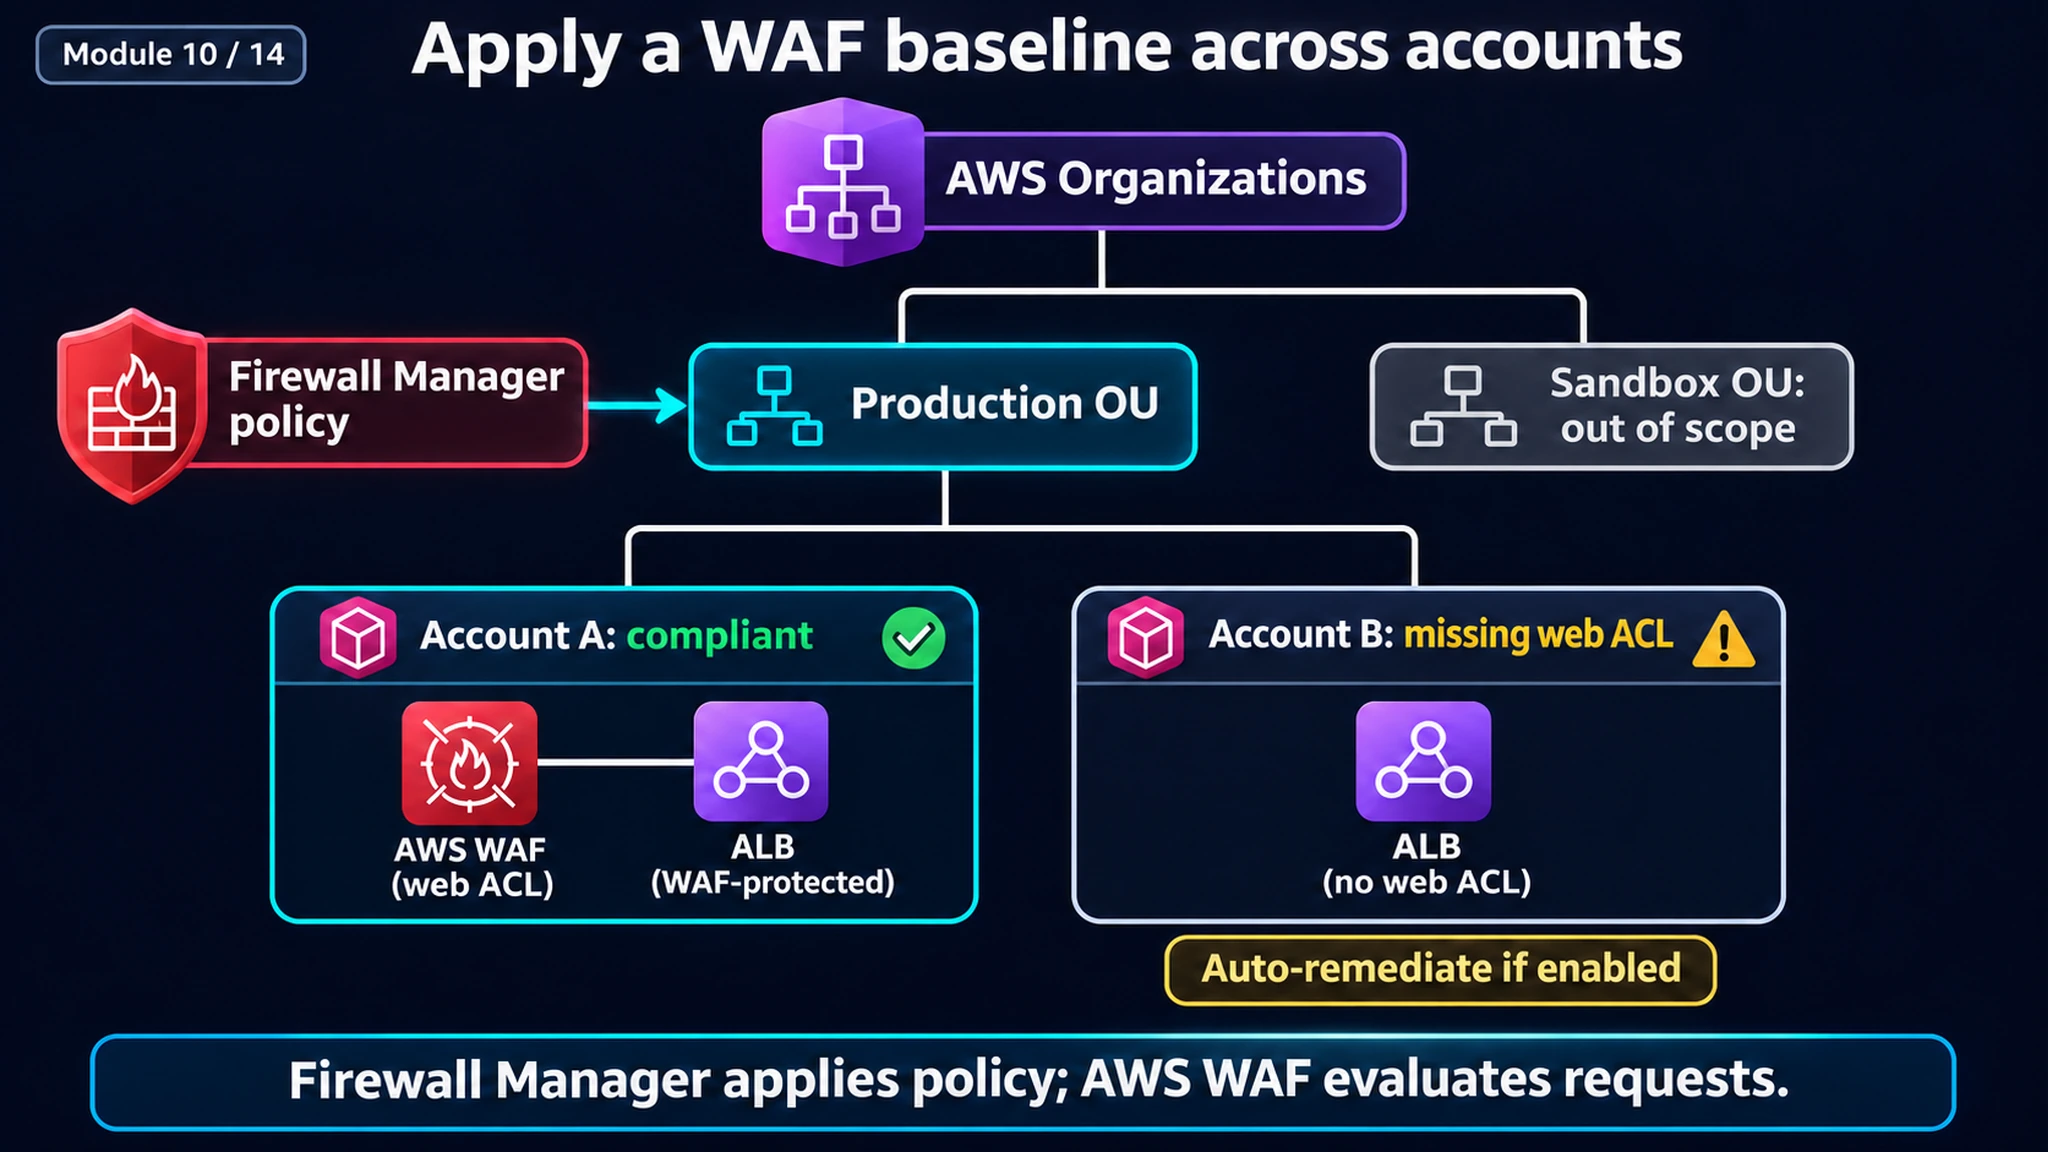 Module 10 / 14
Apply a WAF baseline across accounts
AWS Organizations
Firewall Manager
policy
Production OU
Sandbox OU:
out of scope
Account A: compliant
Account B: missing web ACL
AWS WAF
(web ACL)
ALB
(WAF-protected)
ALB
(no web ACL)
Auto-remediate if enabled
Firewall Manager applies policy; AWS WAF evaluates requests.